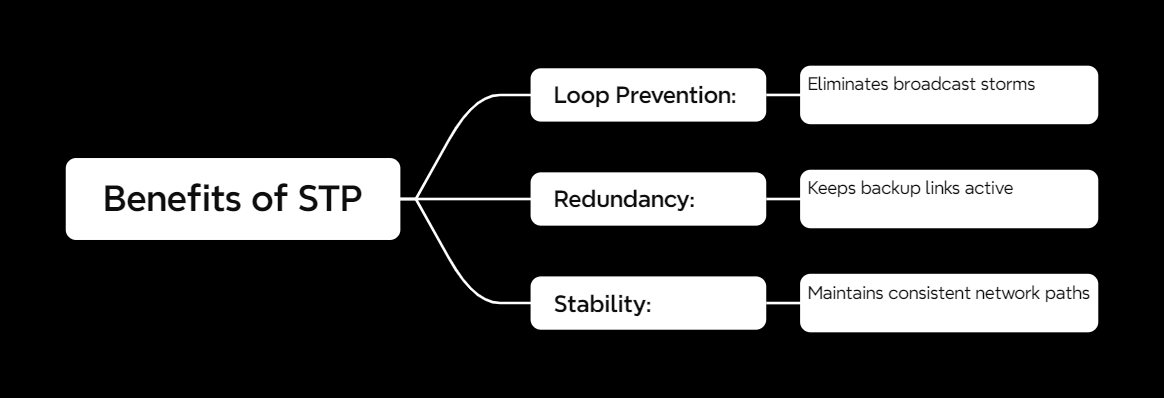 Benefits of STP
Loop Prevention:
Eliminates broadcast storms
Redundancy:
Keeps backup links active
Stability:
Maintains consistent network paths